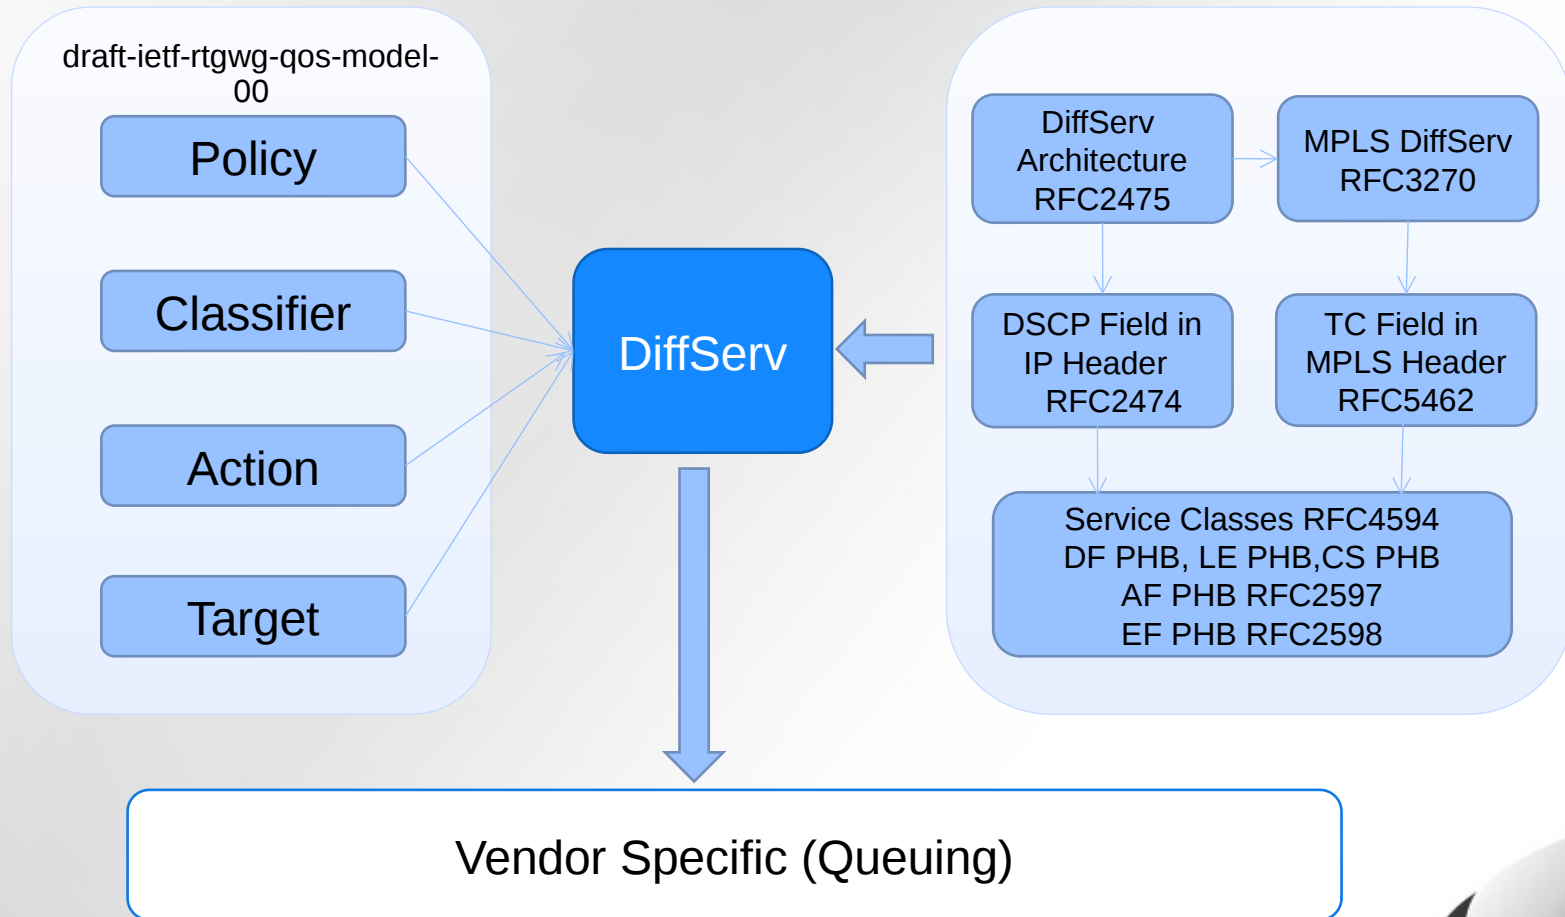 draft-ietf-rtgwg-qos-model-
00
Policy
Classifier
Action
Target
DiffServ
DiffServ
Architecture
RFC2475
MPLS DiffServ
RFC3270
DSCP Field in
IP Header
RFC2474
TC Field in
MPLS Header
RFC5462
Service Classes RFC4594
DF PHB, LE PHB,CS PHB
AF PHB RFC2597
EF PHB RFC2598
Vendor Specific (Queuing)